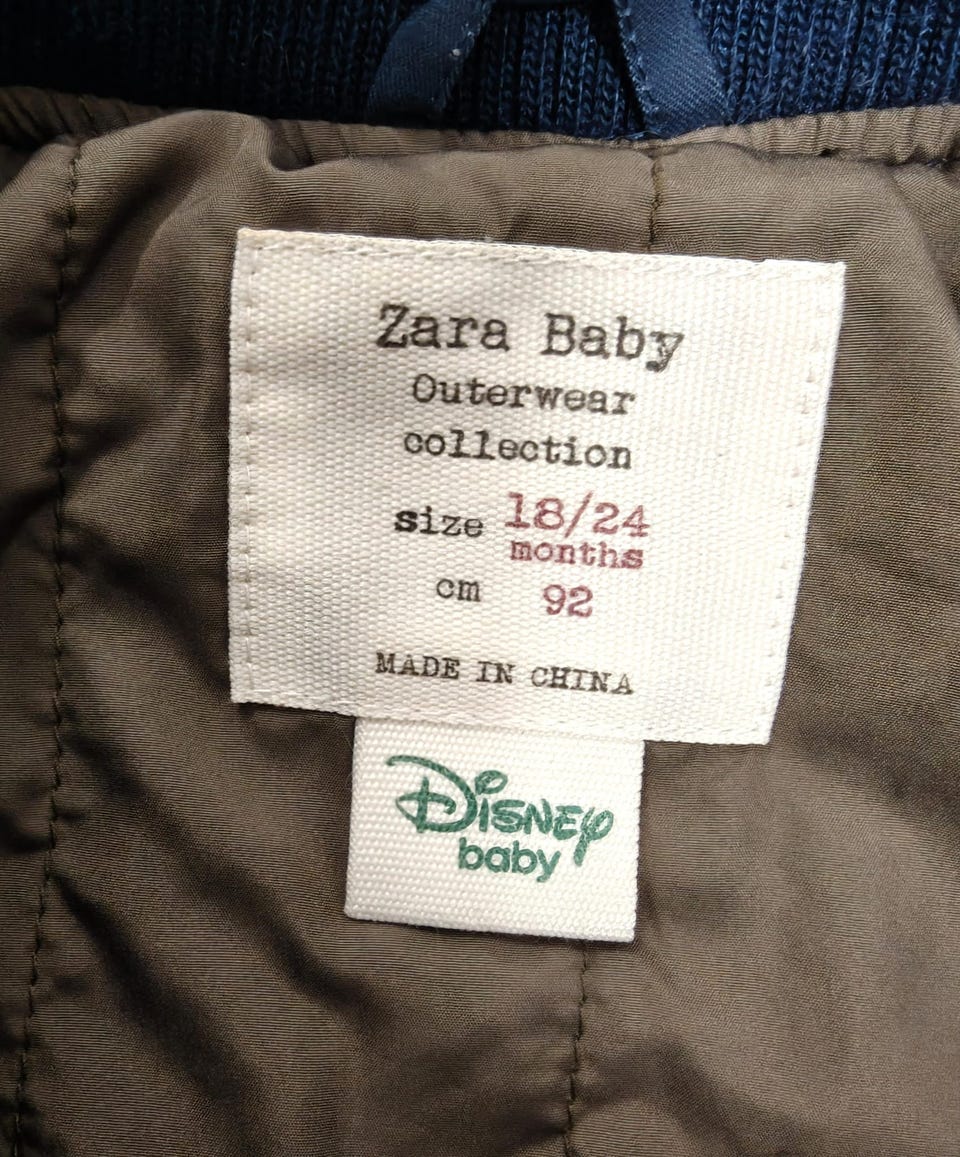 Zara Baby
Outerwear
collection
size 18/24
months
cm 92
MADE IN CHINA
Disney
baby